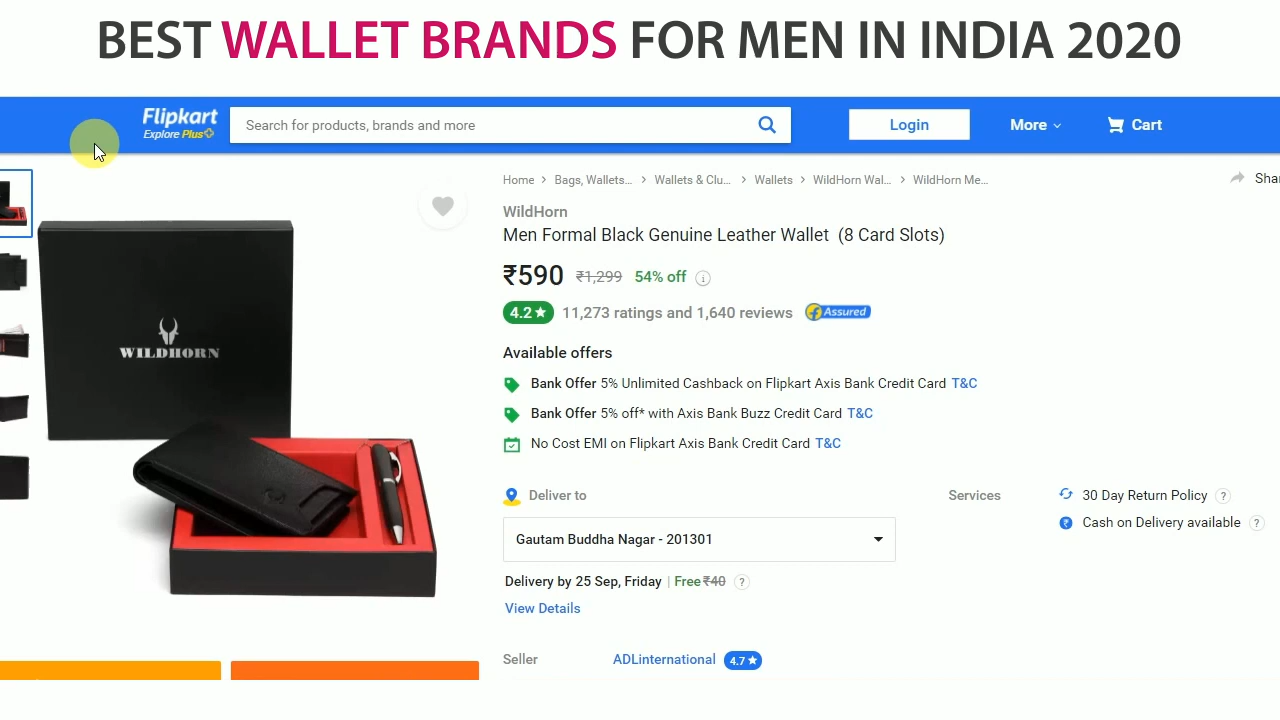 BEST WALLET BRANDS FOR MEN IN INDIA 2020
Flipkart
Explore Plus
Search for products, brands and more
Login
More
Cart
Home > Bags, Wallets... > Wallets & Clu... > Wallets > WildHorn Wal... > WildHorn Me...
Shar
WildHorn
Men Formal Black Genuine Leather Wallet (8 Card Slots)
₹590 ₹1,299 54% off i
4.2★ 11,273 ratings and 1,640 reviews f Assured
Available offers
Bank Offer 5% Unlimited Cashback on Flipkart Axis Bank Credit Card T&C
Bank Offer 5% off* with Axis Bank Buzz Credit Card T&C
No Cost EMI on Flipkart Axis Bank Credit Card T&C
WILDHORN
Deliver to
Gautam Buddha Nagar - 201301
Delivery by 25 Sep, Friday | Free ₹40 ?
View Details
Services
30 Day Return Policy ?
₹ Cash on Delivery available ?
Seller
ADLinternational 4.7★